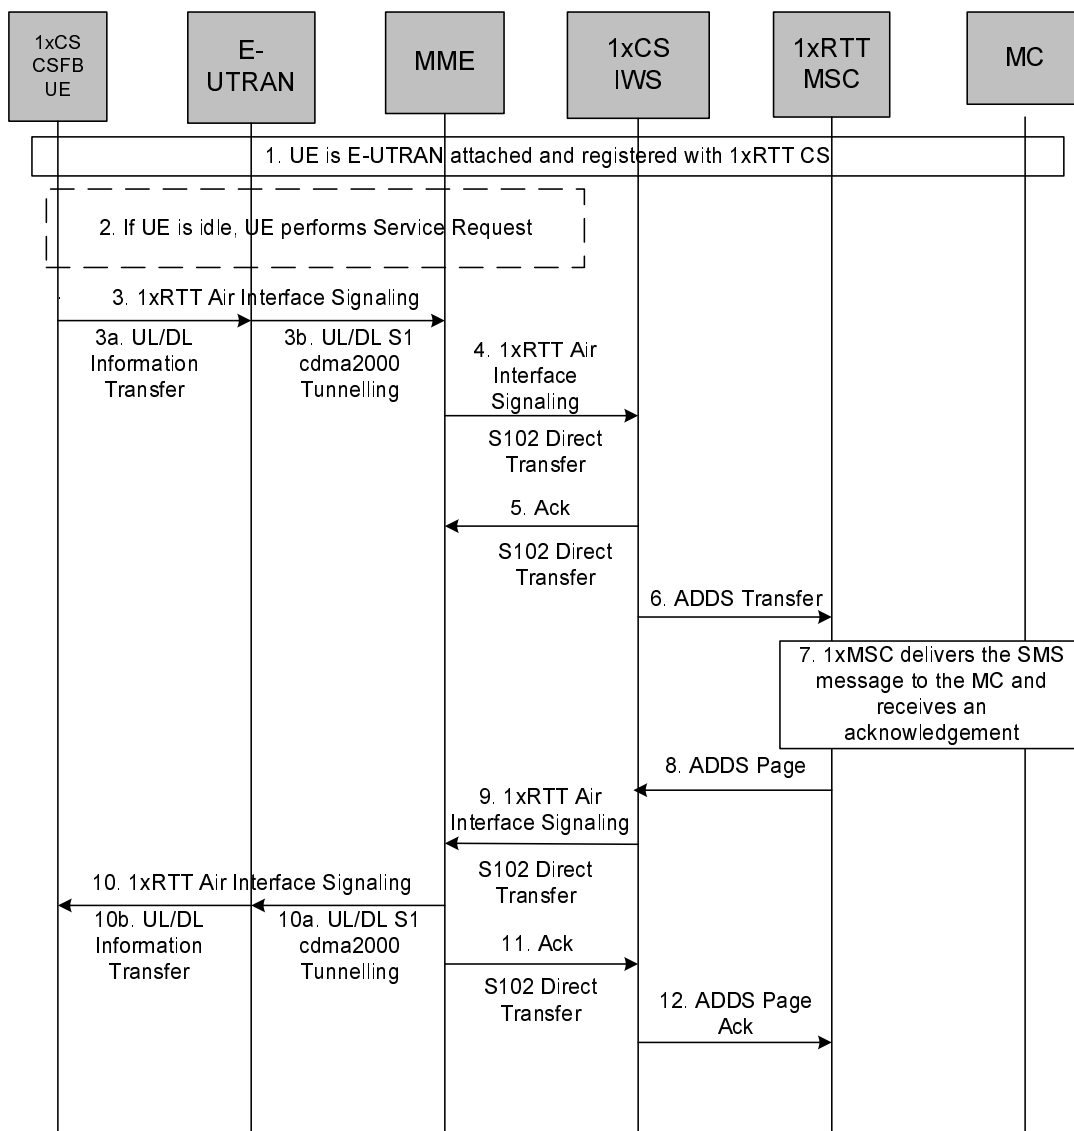 1xCS
CSFB
UE
E-
UTRAN
MME
1xCS
IWS
1xRTT
MSC
MC
1. UE is E-UTRAN attached and registered with 1xRTT CS
2. If UE is idle, UE performs Service Request
3. 1xRTT Air Interface Signaling
3a. UL/DL
Information
Transfer
3b. UL/DL S1
cdma2000
Tunnelling
4. 1xRTT Air
Interface
Signaling
S102 Direct
Transfer
5. Ack
S102 Direct
Transfer
6. ADDS Transfer
7. 1xMSC delivers the SMS
message to the MC and
receives an
acknowledgement
8. ADDS Page
9. 1xRTT Air
Interface Signaling
S102 Direct
Transfer
10. 1xRTT Air Interface Signaling
10b. UL/DL
Information
Transfer
10a. UL/DL S1
cdma2000
Tunnelling
11. Ack
S102 Direct
Transfer
12. ADDS Page
Ack